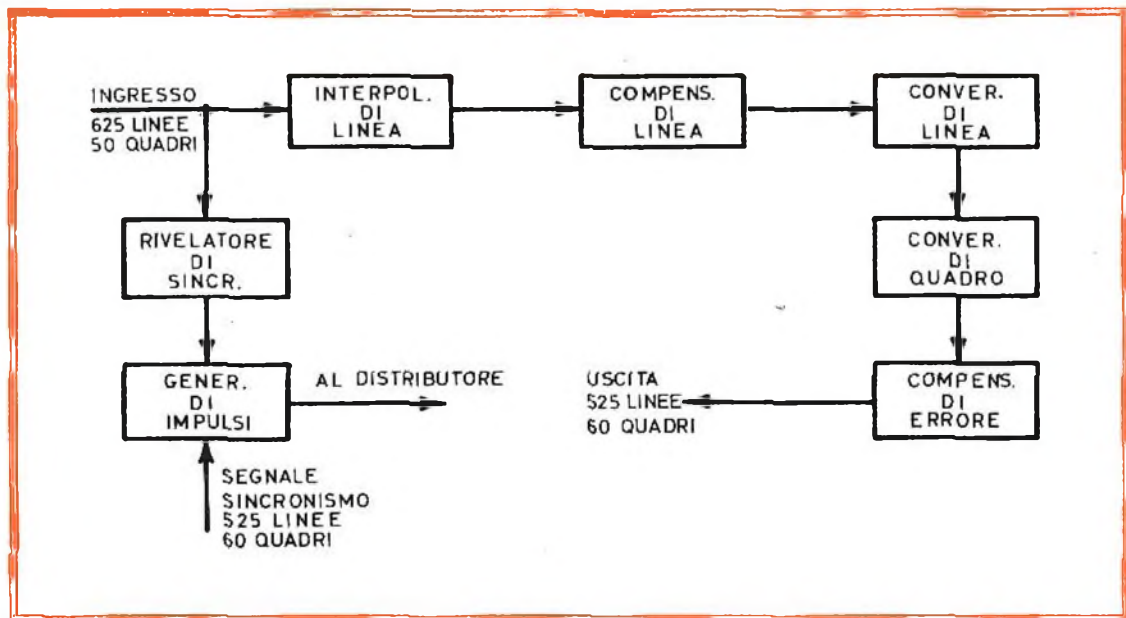 INGRESSO
625 LINEE
50 QUADRI
INTERPOL.
DI
LINEA
COMPENS.
DI
LINEA
CONVER.
DI
LINEA
RIVELATORE
DI
SINCR.
CONVER.
DI
QUADRO
GENER.
DI
IMPULSI
AL DISTRIBUTORE
USCITA
525 LINEE
60 QUADRI
COMPENS.
DI
ERRORE
SEGNALE
SINCRONISMO
525 LINEE
60 QUADRI